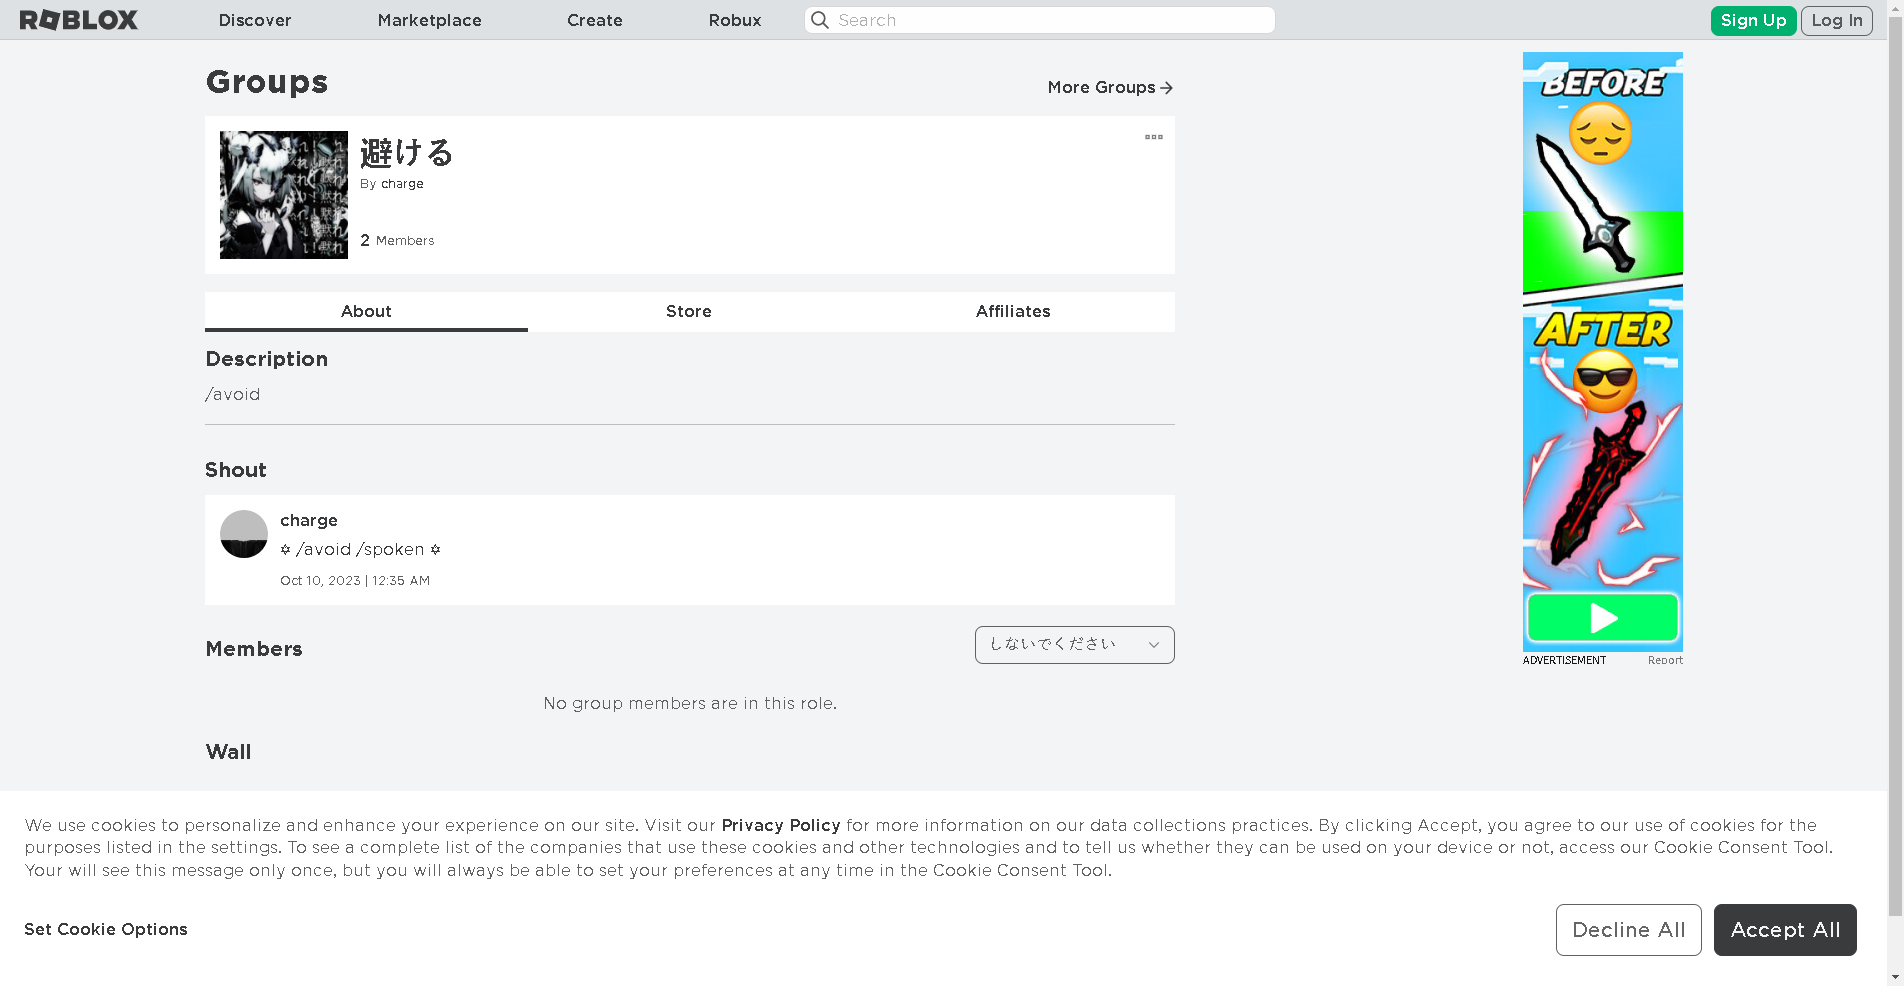 ROBLOX Discover Marketplace Create Robux Search Sign Up Log In
Groups
More Groups
避ける
By charge
2 Members
About Store Affiliates
Description
/avoid
Shout
charge
✡ /avoid /spoken ✡
Oct 10, 2023 | 12:35 AM
Members
しないでください
No group members are in this role.
Wall
BEFORE
AFTER
ADVERTISEMENT Report
We use cookies to personalize and enhance your experience on our site. Visit our Privacy Policy for more information on our data collections practices. By clicking Accept, you agree to our use of cookies for the
purposes listed in the settings. To see a complete list of the companies that use these cookies and other technologies and to tell us whether they can be used on your device or not, access our Cookie Consent Tool.
Your will see this message only once, but you will always be able to set your preferences at any time in the Cookie Consent Tool.
Set Cookie Options
Decline All
Accept All